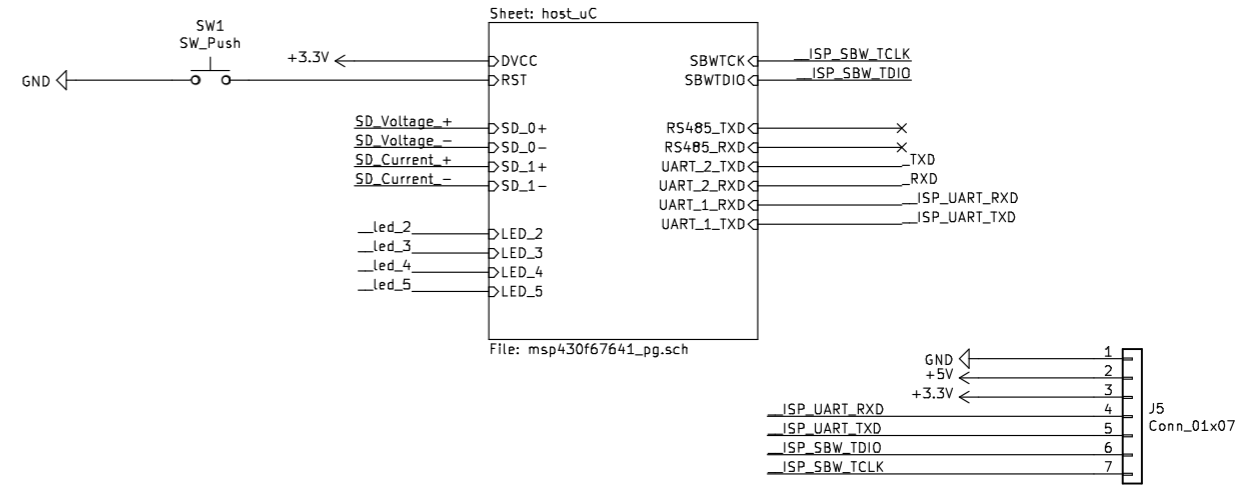 Sheet: host_uC
SW1
SW_Push
+3.3V
GND
DVCC
RST
SBWTCK
__ISP_SBW_TCLK
SBWTDIO
__ISP_SBW_TDIO
SD_Voltage_+
SD_0+
SD_Voltage_-
SD_0-
SD_Current_+
SD_1+
SD_Current_-
SD_1-
RS485_TXD
RS485_RXD
UART_2_TXD
_TXD
UART_2_RXD
_RXD
UART_1_RXD
__ISP_UART_RXD
UART_1_TXD
__ISP_UART_TXD
__led_2
LED_2
__led_3
LED_3
__led_4
LED_4
__led_5
LED_5
File: msp430f67641_pg.sch
GND 1
+5V 2
+3.3V 3
__ISP_UART_RXD 4
__ISP_UART_TXD 5
__ISP_SBW_TDIO 6
__ISP_SBW_TCLK 7
J5
Conn_01x07